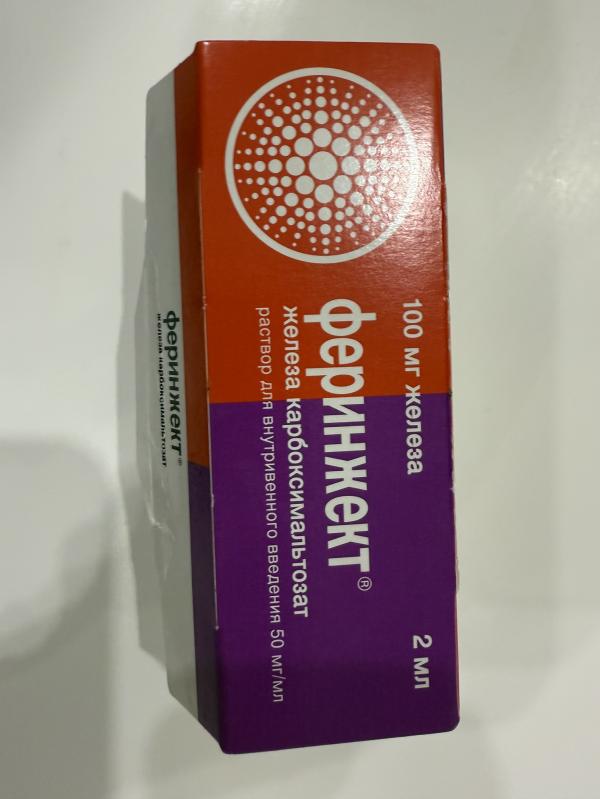 100 мг железа
2 мл
феринжект®
железа карбоксимальтозат
раствор для внутривенного введения 50 мг/мл
феринжект®
железа карбоксимальтозат